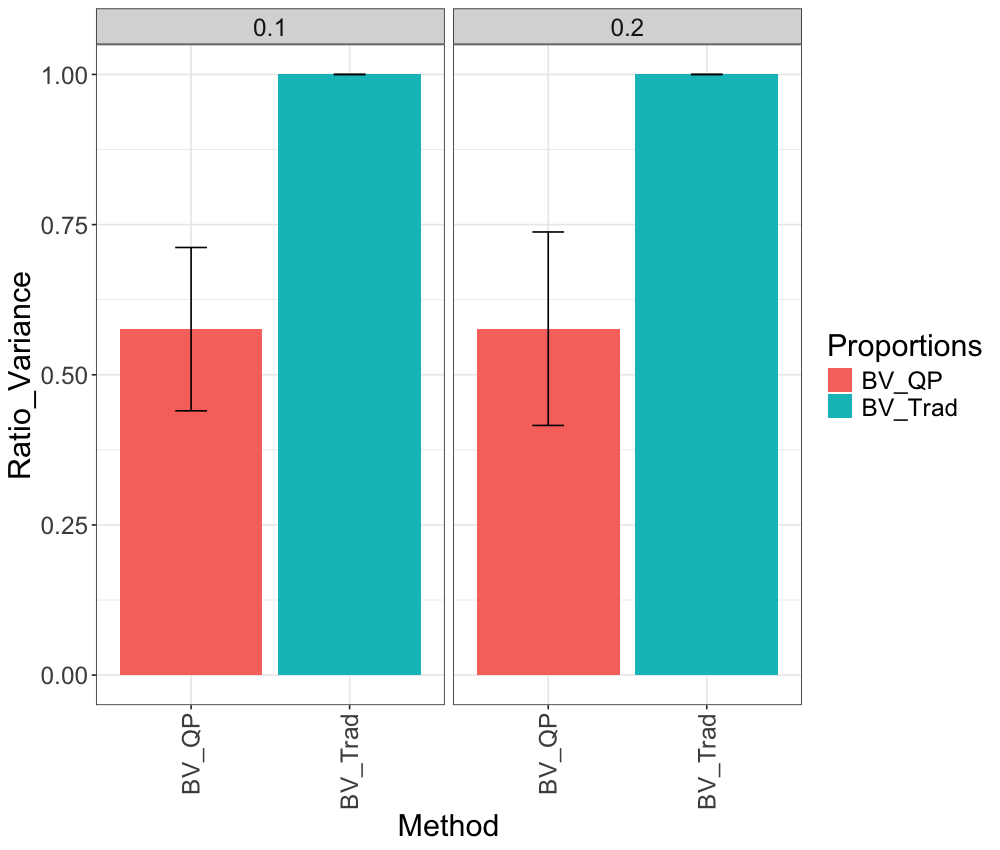 0.1
0.2
1.00
0.75
0.50
0.25
0.00
Ratio_Variance
BV_QP
BV_Trad
BV_QP
BV_Trad
Method
Proportions
BV_QP
BV_Trad